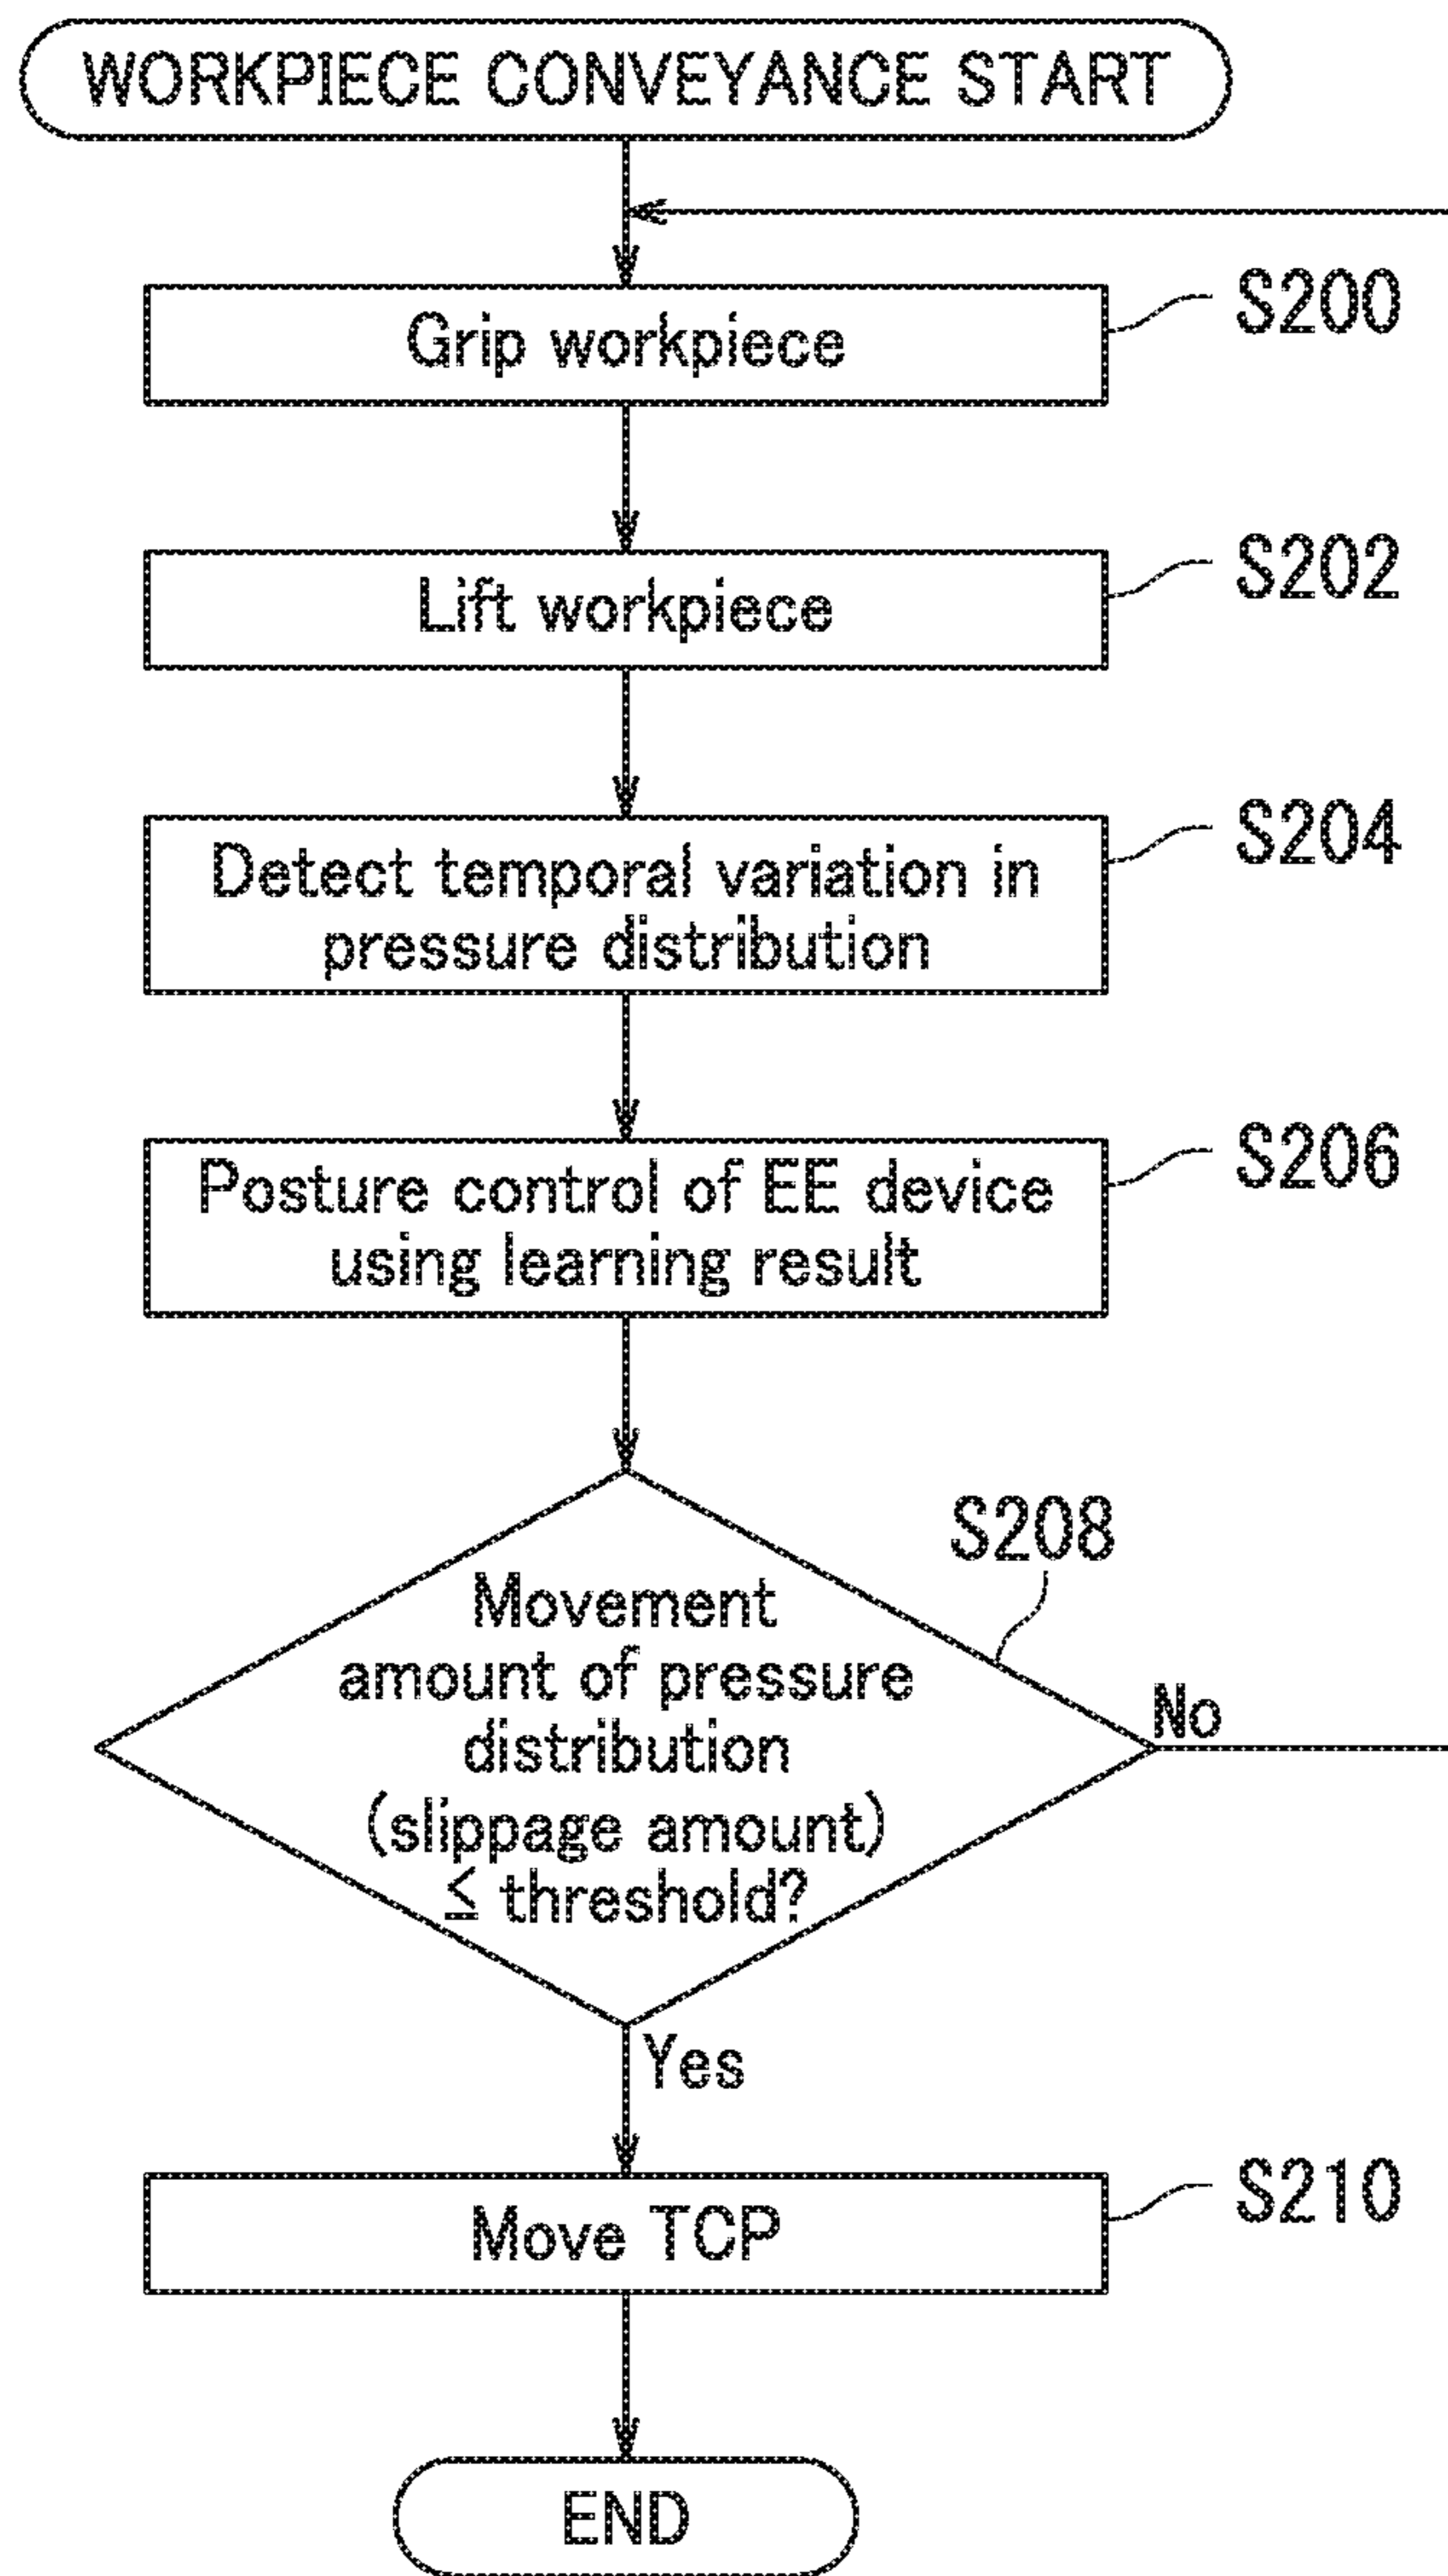 WORKPIECE CONVEYANCE START
Grip workpiece
S200
Lift workpiece
S202
Detect temporal variation in
pressure distribution
S204
Posture control of EE device
using learning result
S206
S208
Movement
amount of pressure
distribution
(slippage amount)
≤ threshold?
No
Yes
Move TCP
S210
END